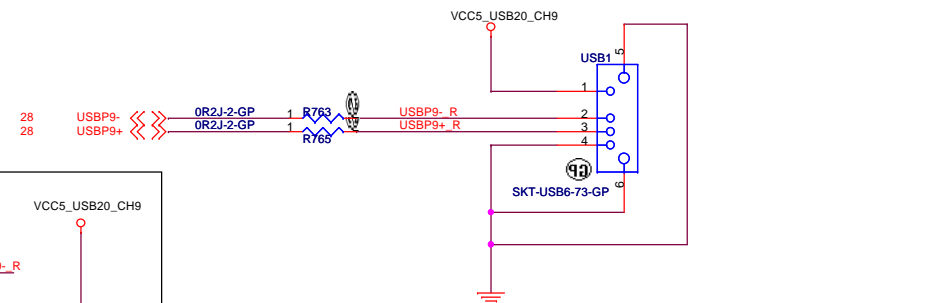 VCC5_USB20_CH9
5
USB1
1
28 USBP9- 0R2J-2-GP 1 R763 USBP9-_R 2
28 USBP9+ 0R2J-2-GP 1 R765 USBP9+_R 3
4
GP
6
SKT-USB6-73-GP
VCC5_USB20_CH9
-_R